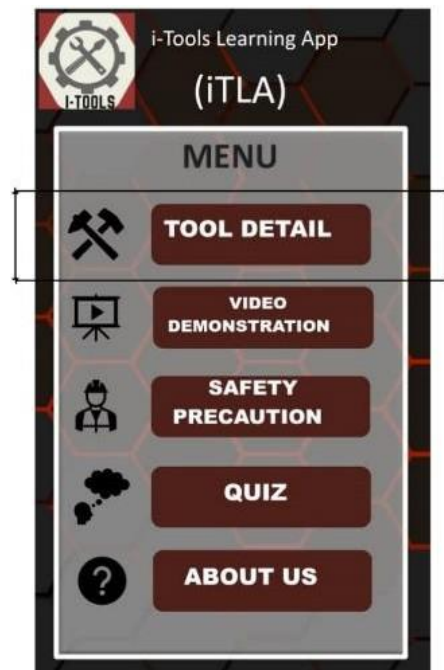 i-Tools Learning App
I-TOOLS
(iTLA)
MENU
TOOL DETAIL
VIDEO
DEMONSTRATION
SAFETY
PRECAUTION
QUIZ
?
ABOUT US